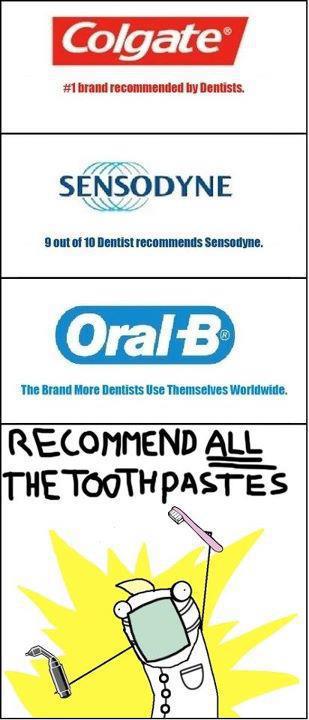 Colgate®
#1 brand recommended by Dentists.
SENSODYNE
9 out of 10 Dentist recommends Sensodyne.
Oral-B®
The Brand More Dentists Use Themselves Worldwide.
RECOMMEND ALL
THE TOOTHPASTES